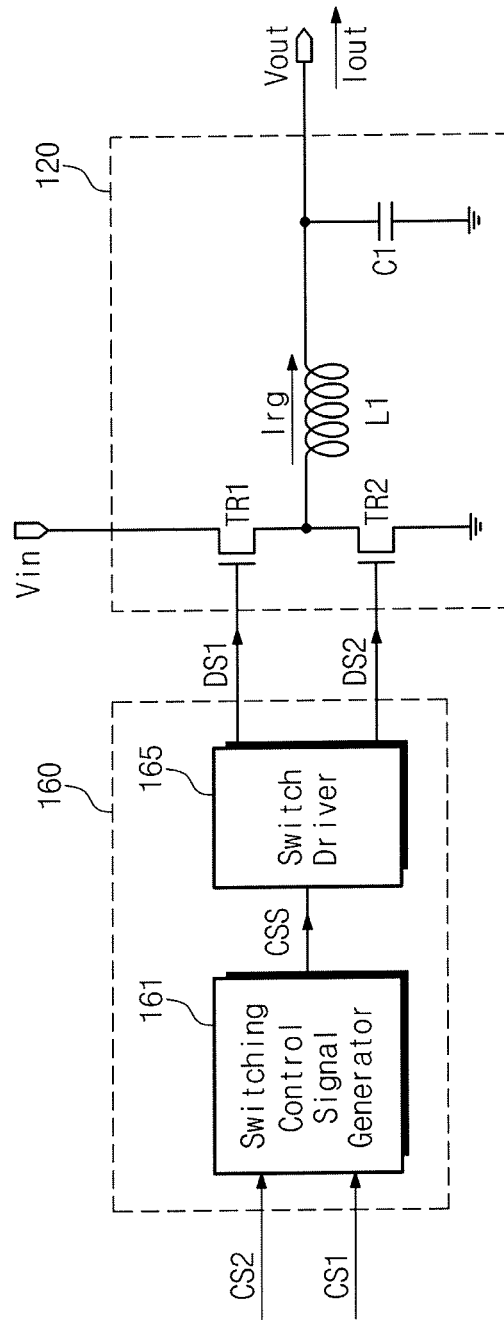 160
120
161
165
CS2
CS1
Switching
Control
Signal
Generator
CSS
Switch
Driver
DS1
DS2
Vin
TR1
TR2
Irg
L1
C1
Vout
Iout